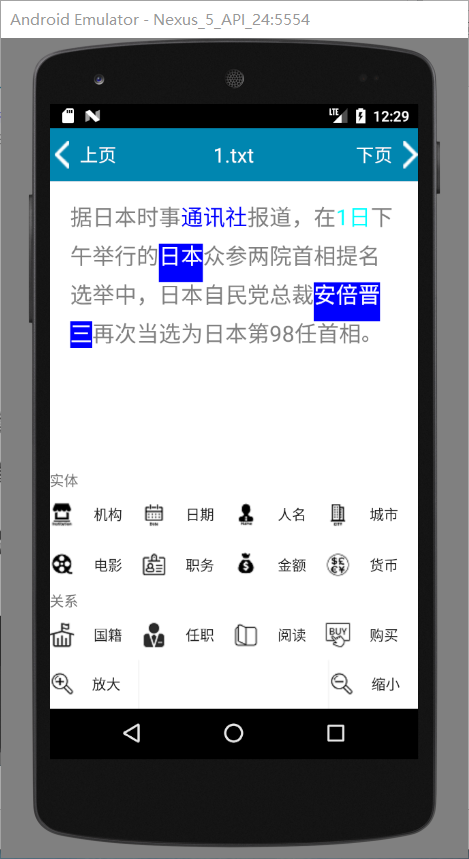 Android Emulator - Nexus_5_API_24:5554
LTE 12:29
上页 1.txt 下页
据日本时事通讯社报道，在1日下
午举行的日本众参两院首相提名
选举中，日本自民党总裁安倍晋
三再次当选为日本第98任首相。
实体
机构 日期 人名 城市
电影 职务 金额 货币
关系
国籍 任职 阅读 BUY 购买
放大 缩小